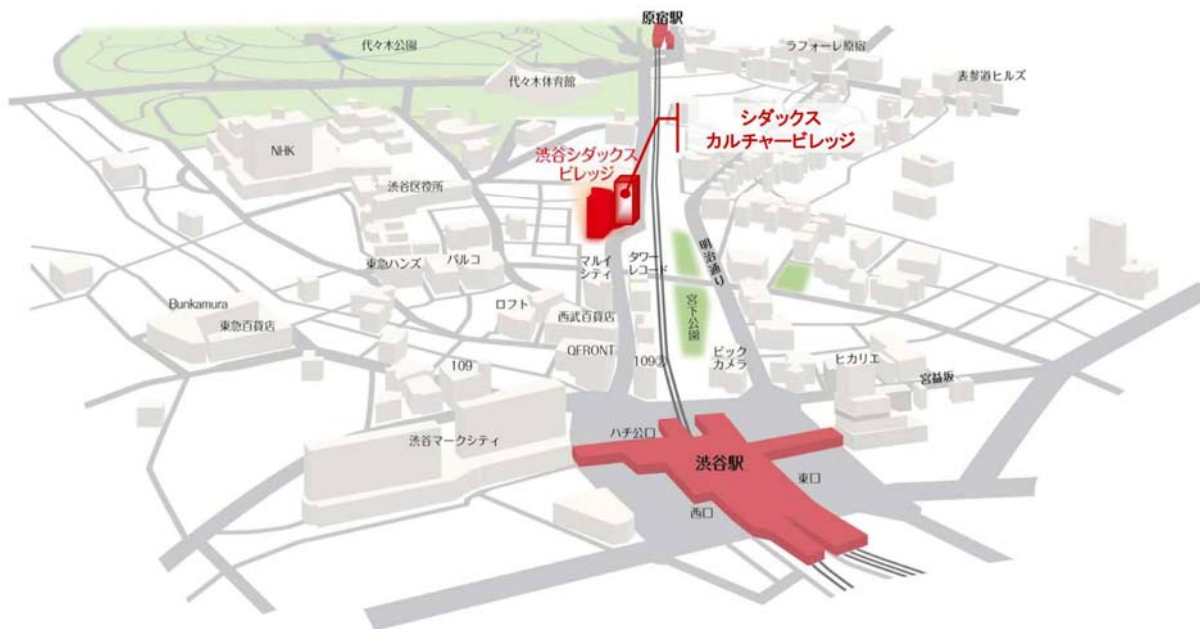 原宿駅
代々木公園
ラフォーレ原宿
代々木体育館
表参道ヒルズ
シダックス
カルチャービレッジ
NHK
渋谷シダックス
ビレッジ
渋谷区役所
明治通り
東急ハンズ
パルコ
マルイ
シティ
タワー
レコード
Bunkamura
東急百貨店
ロフト
西武百貨店
宮下公園
QFRONT
109
109②
ビック
カメラ
ヒカリエ
宮益坂
渋谷マークシティ
ハチ公口
渋谷駅
東口
西口